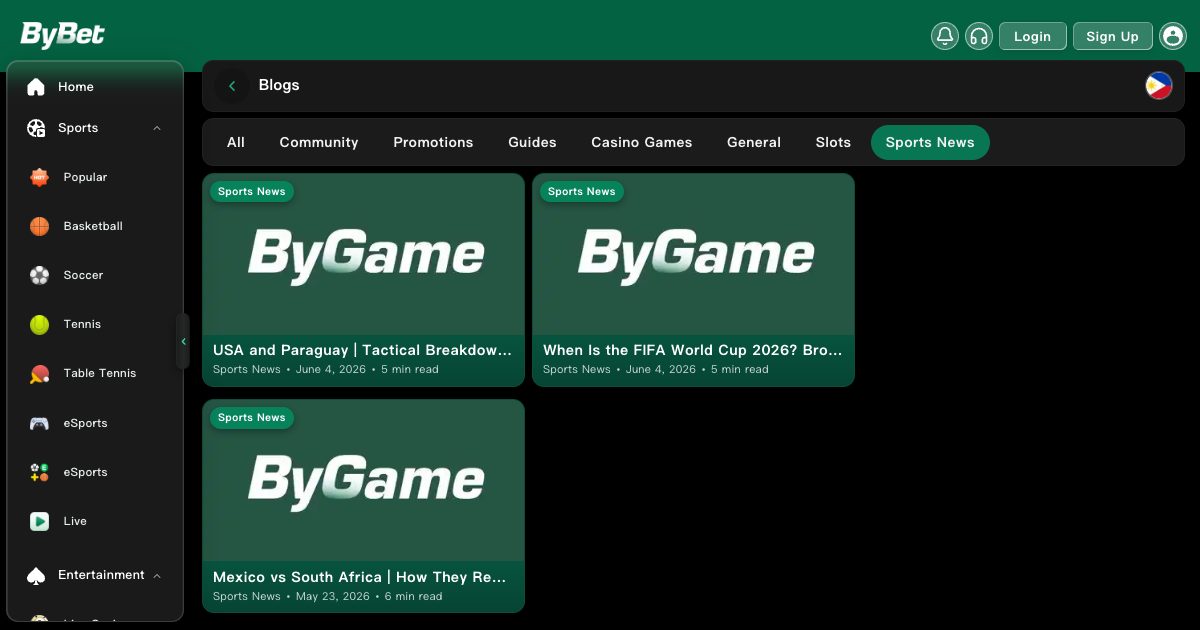 ByBet
Login
Sign Up
Home
Sports
HOT
Popular
Basketball
Soccer
Tennis
Table Tennis
eSports
eSports
Live
Entertainment
Blogs
All
Community
Promotions
Guides
Casino Games
General
Slots
Sports News
Sports News
ByGame
USA and Paraguay | Tactical Breakdow...
Sports News • June 4, 2026 • 5 min read
Sports News
ByGame
When Is the FIFA World Cup 2026? Bro...
Sports News • June 4, 2026 • 5 min read
Sports News
ByGame
Mexico vs South Africa | How They Re...
Sports News • May 23, 2026 • 6 min read